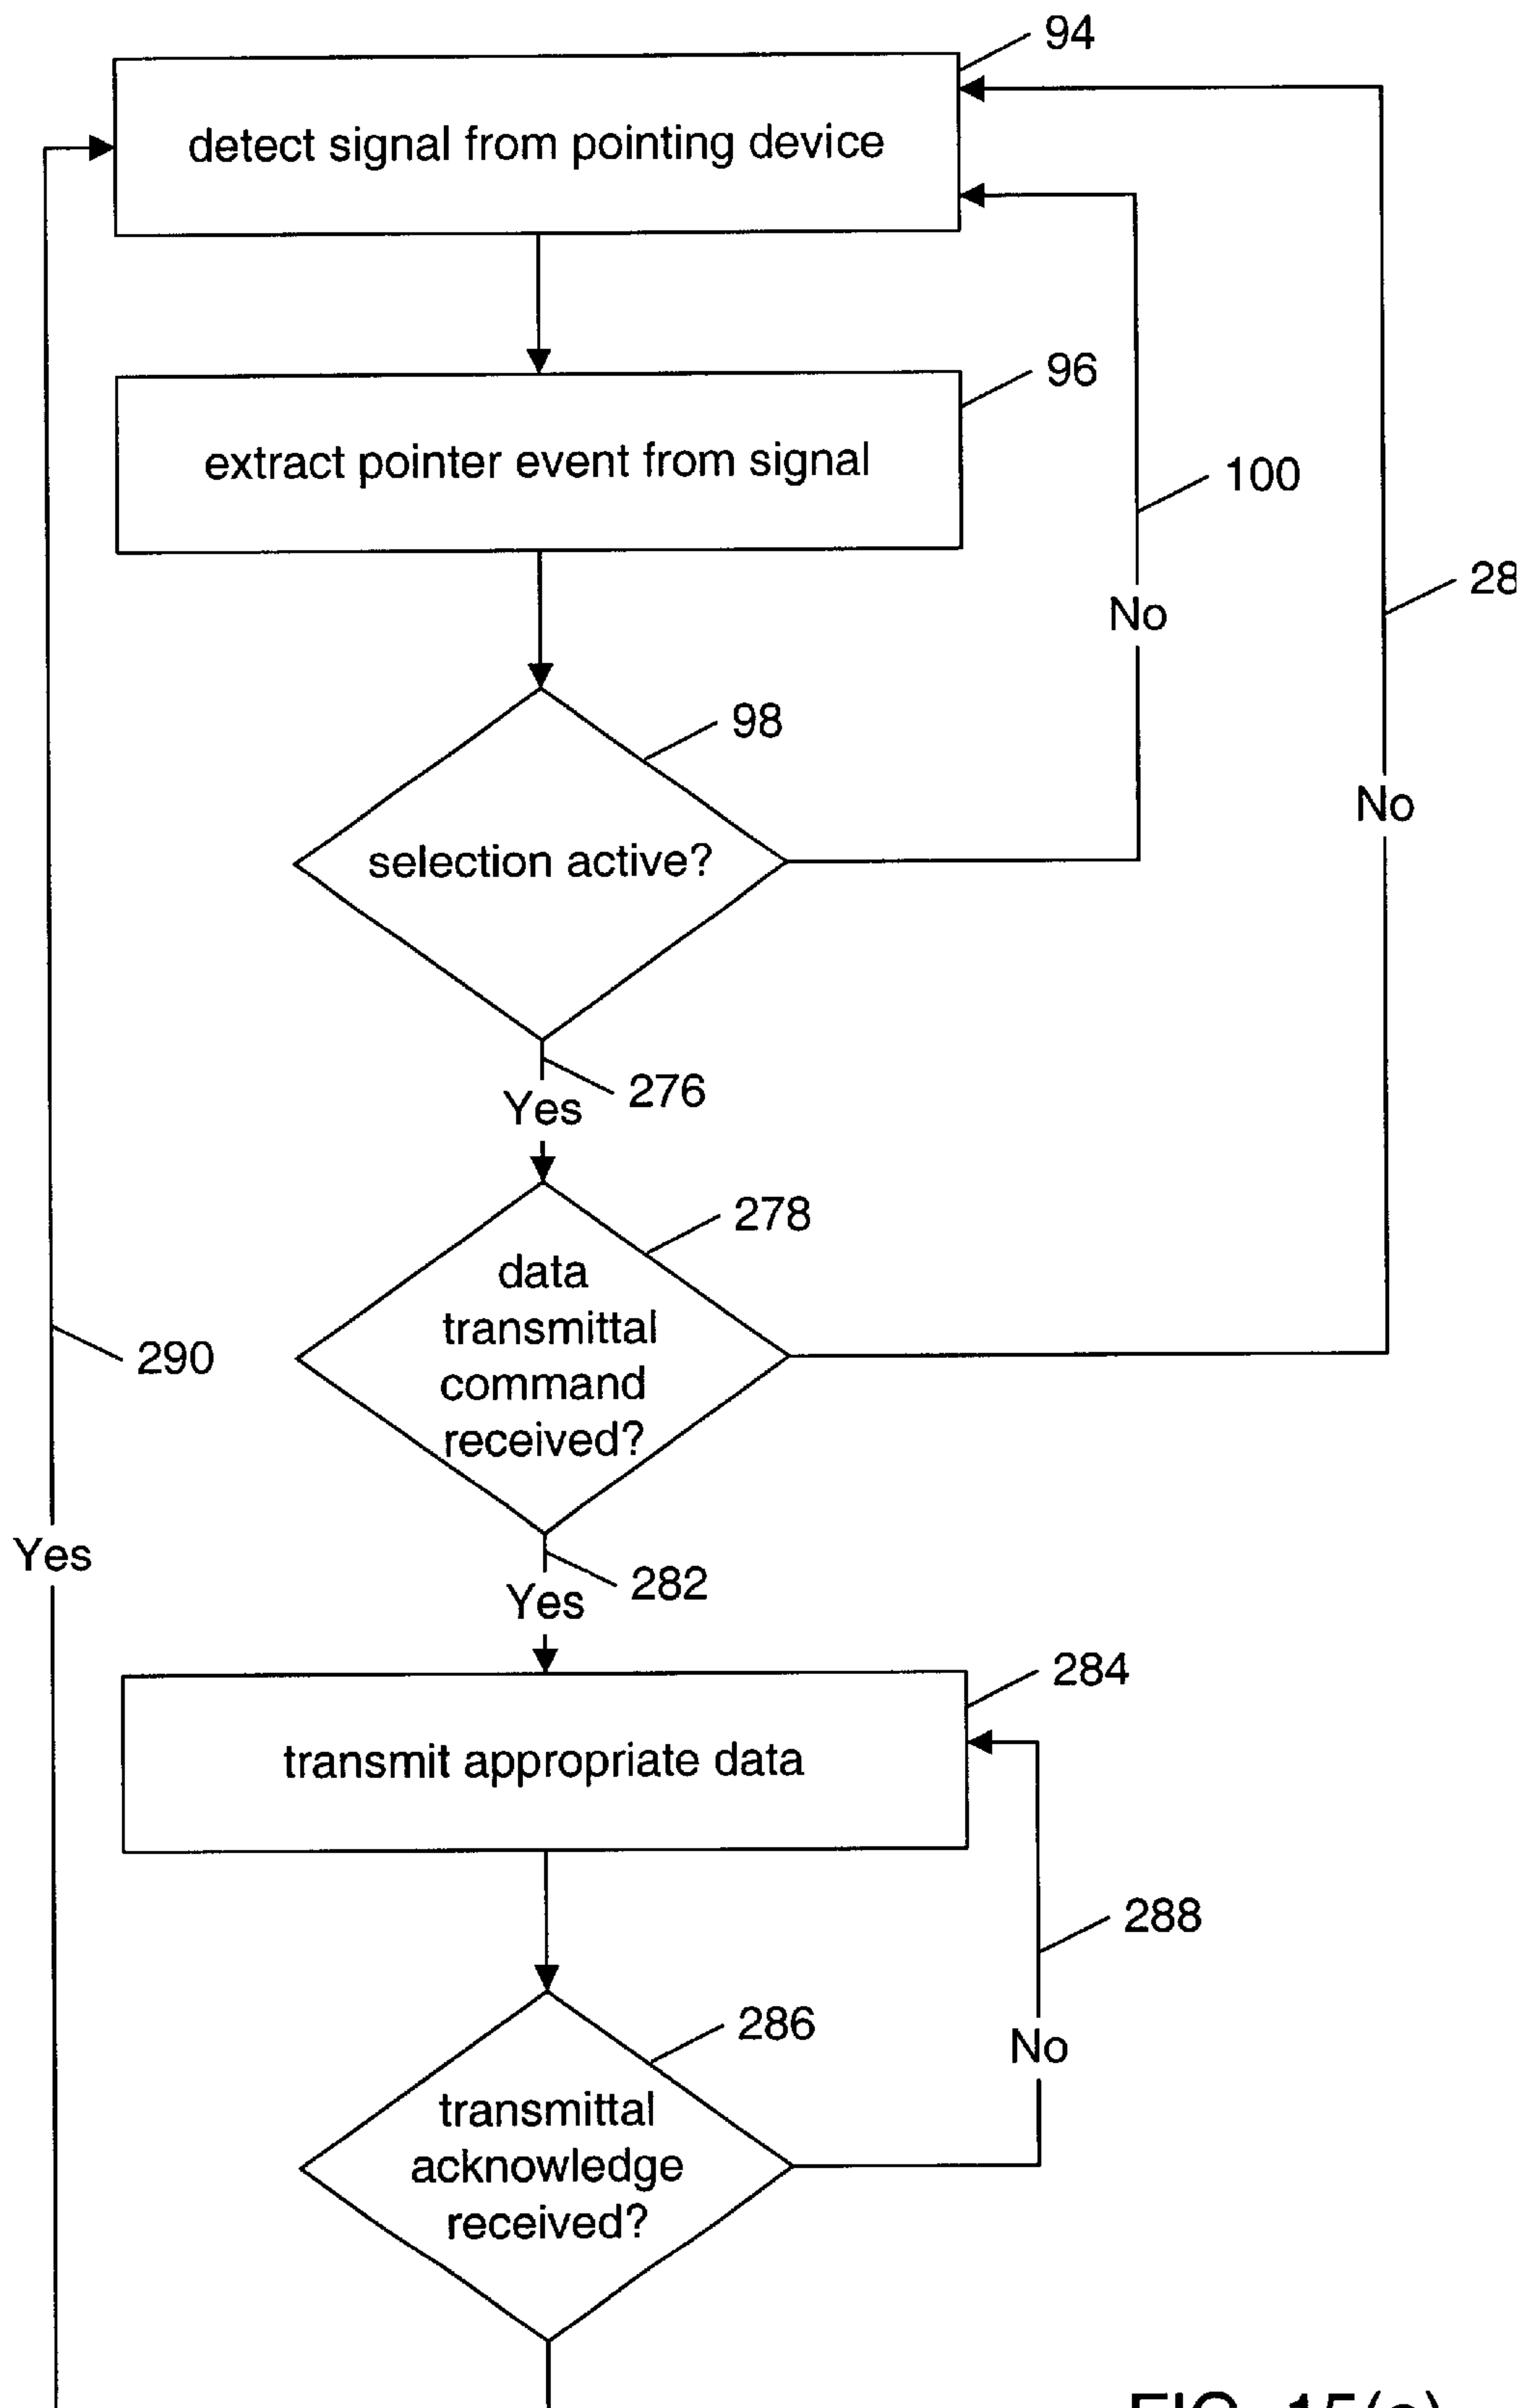 94
detect signal from pointing device
96
extract pointer event from signal
100
28
No
98
No
selection active?
276
Yes
278
data
transmittal
command
received?
290
Yes
282
Yes
284
transmit appropriate data
288
286
No
transmittal
acknowledge
received?